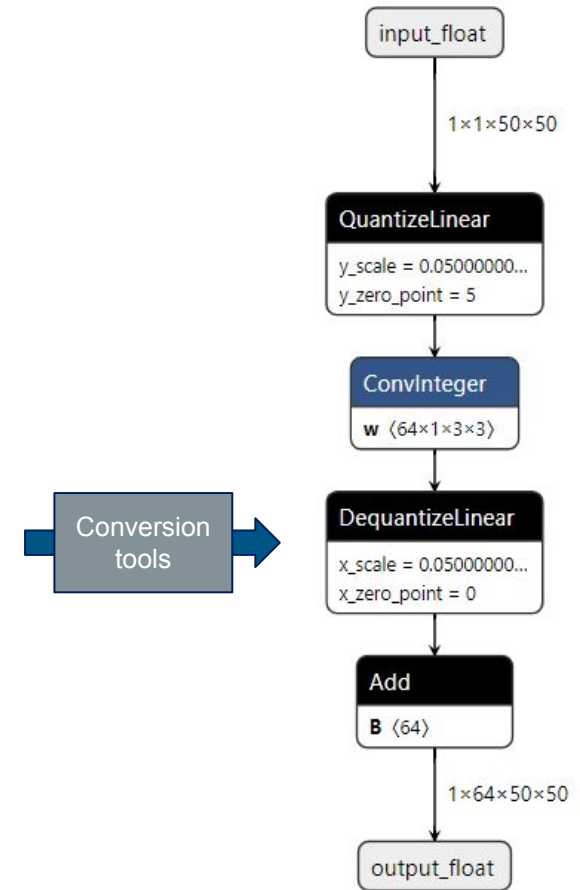 input_float
1×1×50×50
QuantizeLinear
y_scale = 0.05000000...
y_zero_point = 5
ConvInteger
w ⟨64×1×3×3⟩
Conversion
tools
DequantizeLinear
x_scale = 0.05000000...
x_zero_point = 0
Add
B ⟨64⟩
1×64×50×50
output_float